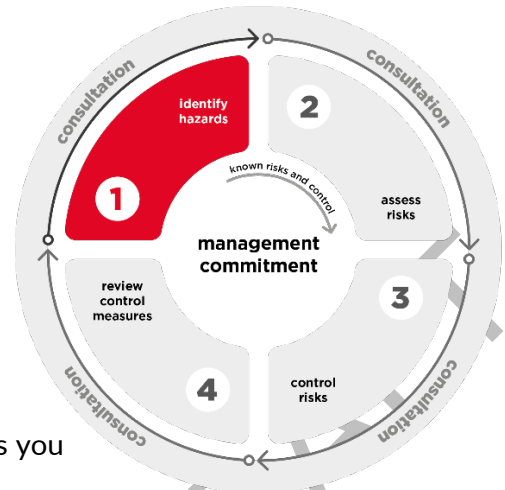 consultation
consultation
identify
hazards
1
2
assess
risks
known risks and control
management
commitment
review
control
measures
4
3
control
risks
consultation
consultation
s you